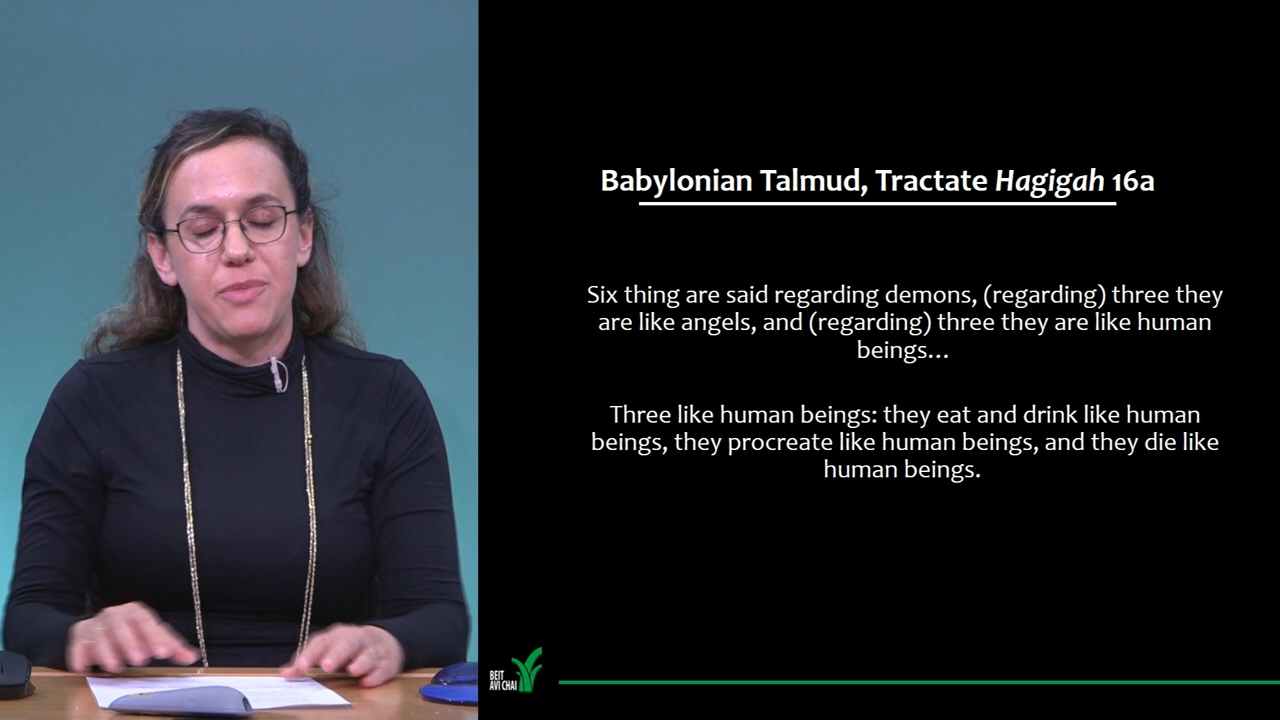 Babylonian Talmud, Tractate Hagigah 16a
Six thing are said regarding demons, (regarding) three they
are like angels, and (regarding) three they are like human
beings…
Three like human beings: they eat and drink like human
beings, they procreate like human beings, and they die like
human beings.
BEIT
AVI CHAI